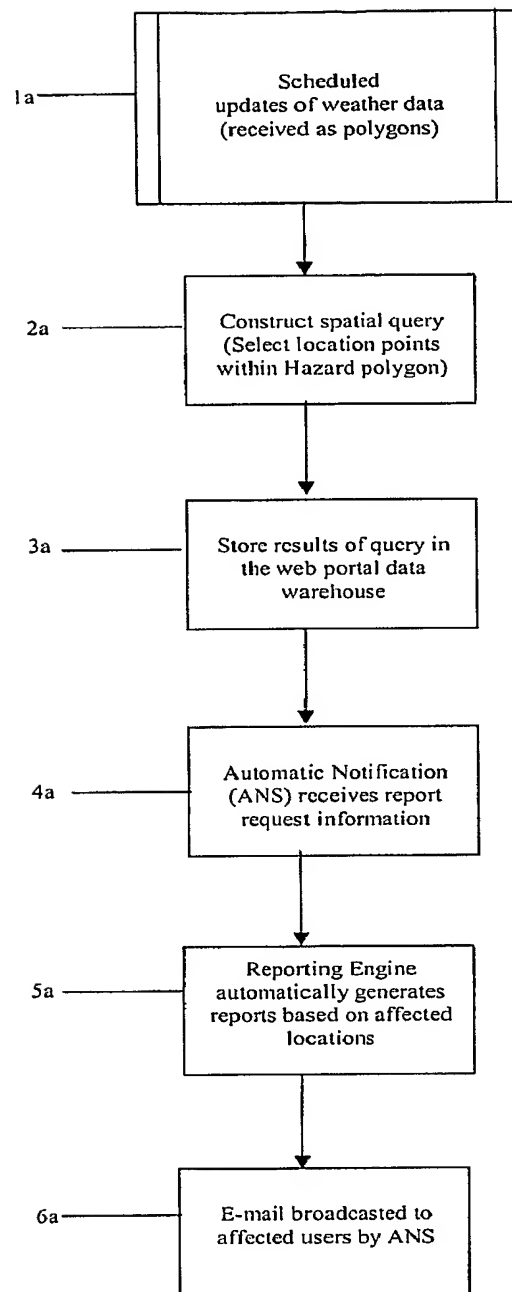 1a
Scheduled
updates of weather data
(received as polygons)
2a
Construct spatial query
(Select location points
within Hazard polygon)
3a
Store results of query in
the web portal data
warehouse
4a
Automatic Notification
(ANS) receives report
request information
5a
Reporting Engine
automatically generates
reports based on affected
locations
6a
E-mail broadcasted to
affected users by ANS